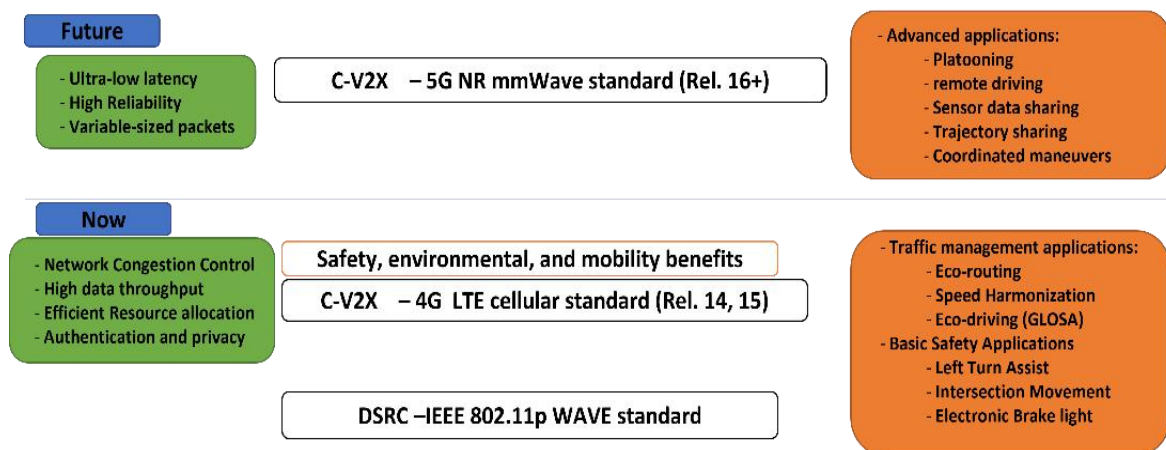 Future
- Ultra-low latency
- High Reliability
- Variable-sized packets
C-V2X – 5G NR mmWave standard (Rel. 16+)
- Advanced applications:
- Platooning
- remote driving
- Sensor data sharing
- Trajectory sharing
- Coordinated maneuvers
Now
- Network Congestion Control
- High data throughput
- Efficient Resource allocation
- Authentication and privacy
Safety, environmental, and mobility benefits
C-V2X – 4G LTE cellular standard (Rel. 14, 15)
DSRC –IEEE 802.11p WAVE standard
- Traffic management applications:
- Eco-routing
- Speed Harmonization
- Eco-driving (GLOSA)
- Basic Safety Applications
- Left Turn Assist
- Intersection Movement
- Electronic Brake light